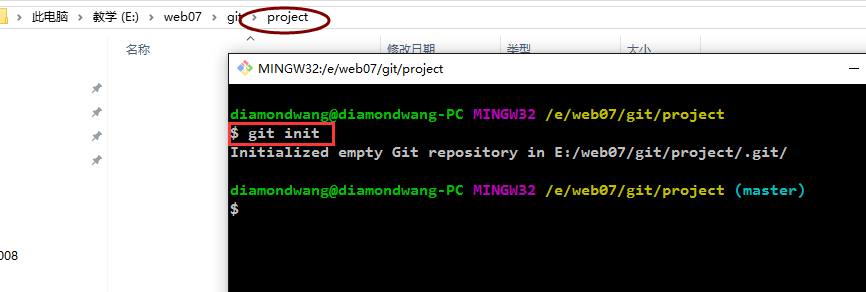 此电脑 > 教学 (E:) > web07 > git > project
名称 修改日期 类型 大小
MINGW32:/e/web07/git/project
diamondwang@diamondwang-PC MINGW32 /e/web07/git/project
$ git init
Initialized empty Git repository in E:/web07/git/project/.git/
diamondwang@diamondwang-PC MINGW32 /e/web07/git/project (master)
$
008